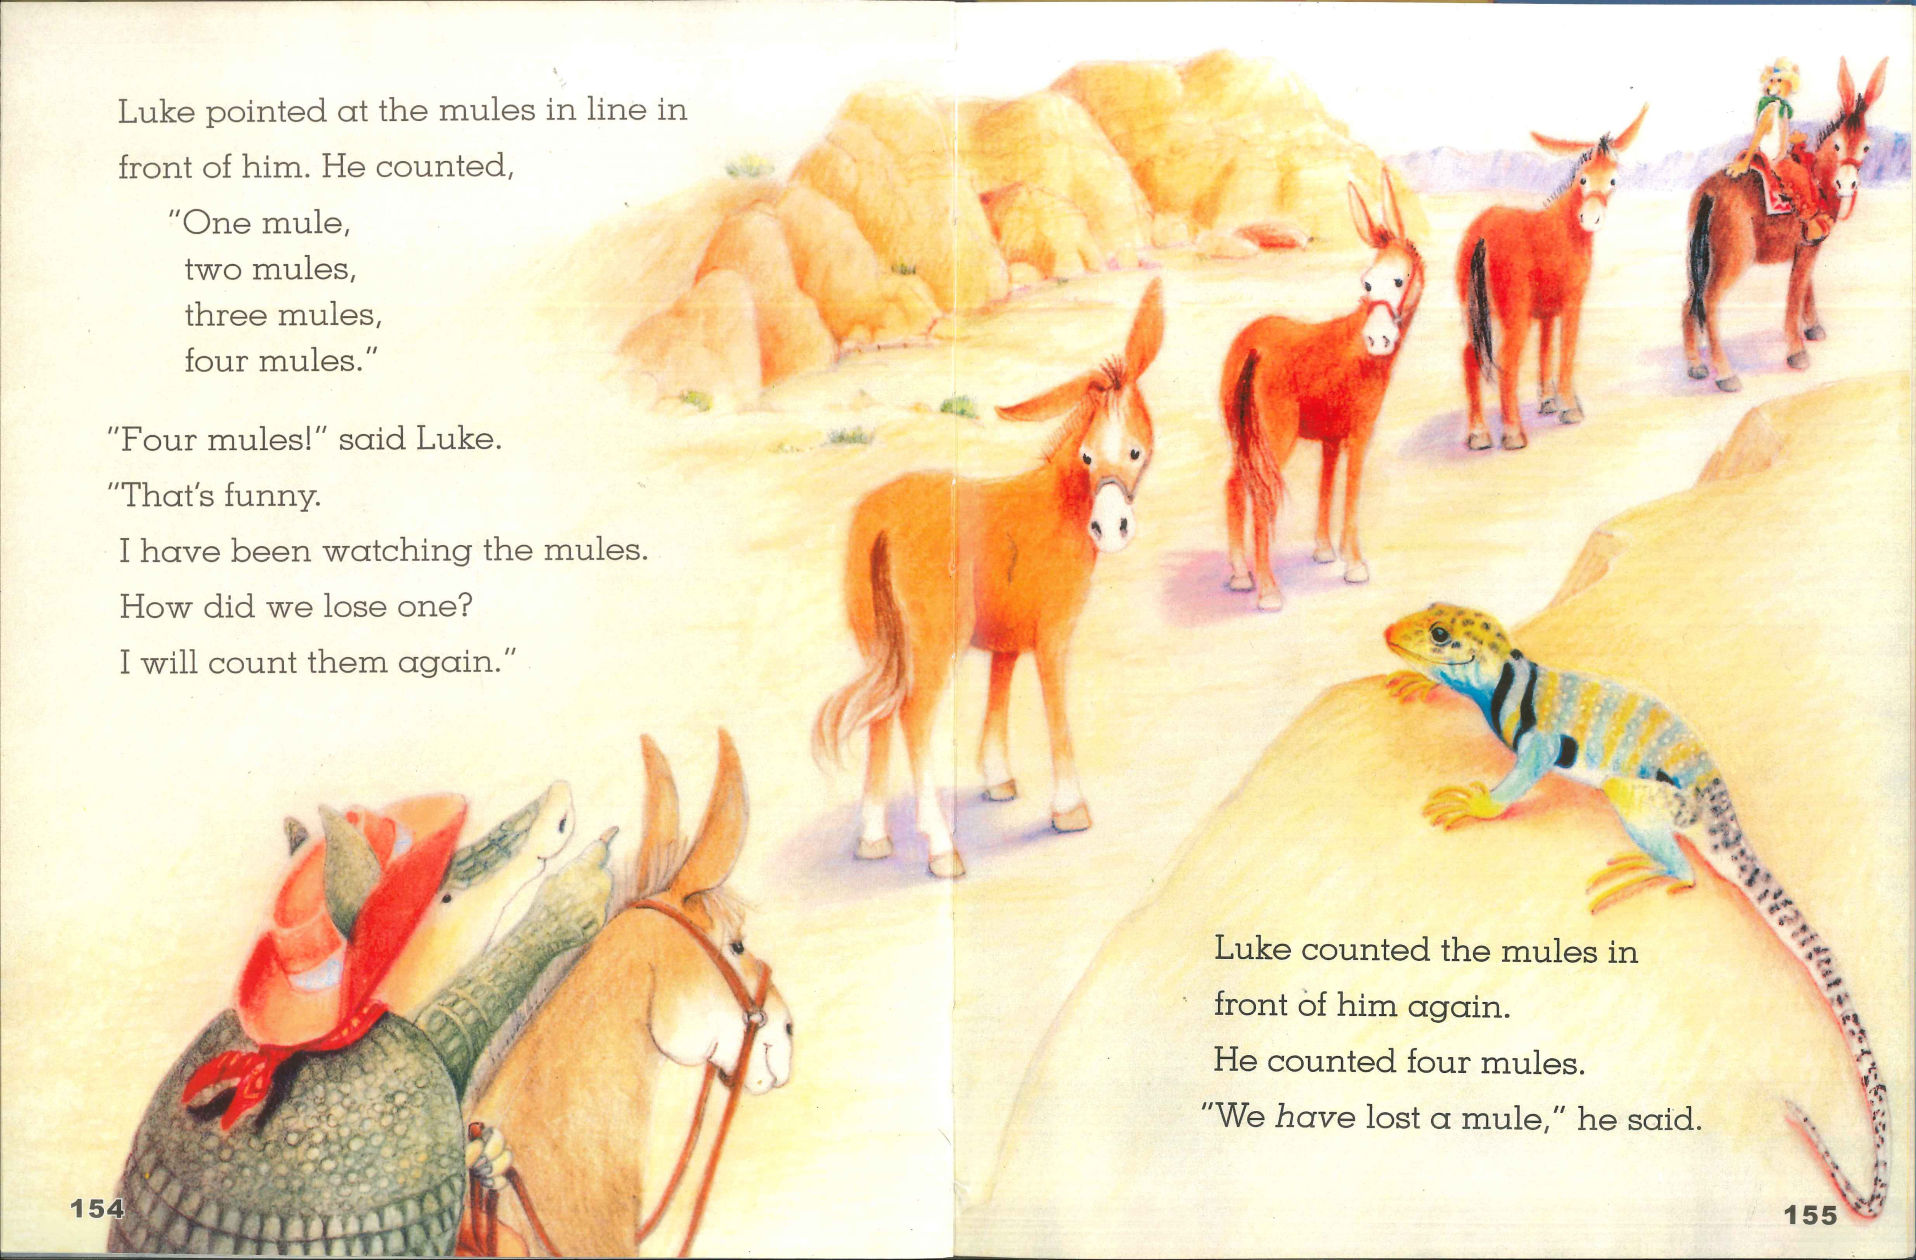 Luke pointed at the mules in line in
front of him. He counted,
"One mule,
two mules,
three mules,
four mules."
"Four mules!" said Luke.
"That's funny.
I have been watching the mules.
How did we lose one?
I will count them again."
154
Luke counted the mules in
front of him again.
He counted four mules.
"We have lost a mule," he said.
155